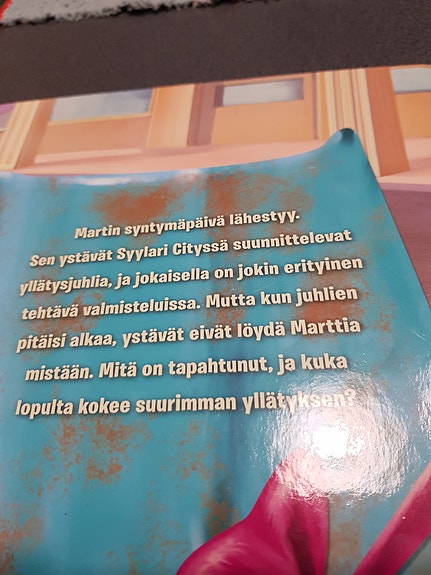 Martin syntymäpäivä lähestyy.
Sen ystävät Syylari Cityssä suunnittelevat
yllätysjuhlia, ja jokaisella on jokin erityinen
tehtävä valmisteluissa. Mutta kun juhlien
pitäisi alkaa, ystävät eivät löydä Marttia
mistään. Mitä on tapahtunut, ja kuka
lopulta kokee suurimman yllätyksen?